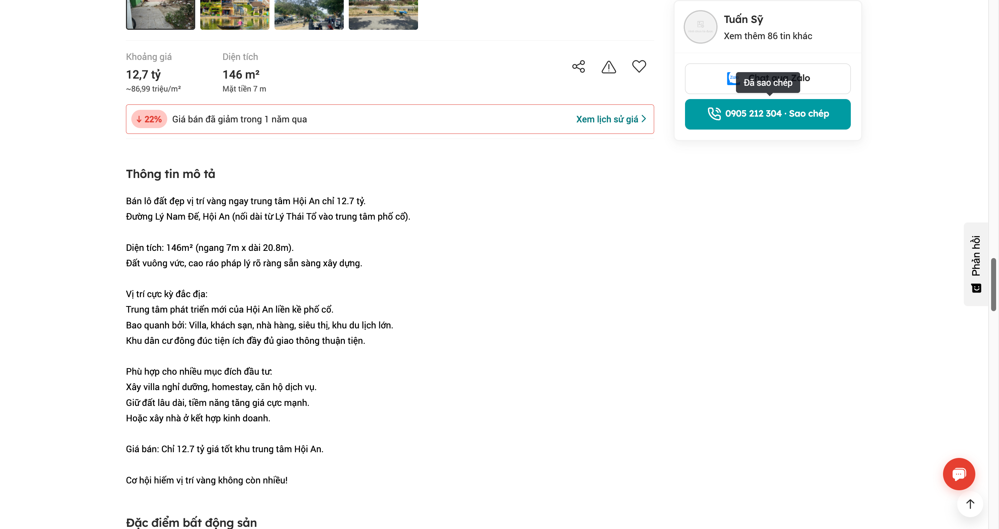 Tuấn Sỹ
Xem thêm 86 tin khác
Khoảng giá
12,7 tỷ
~86,99 triệu/m²
Diện tích
146 m²
Mặt tiền 7 m
Zalo
Chat qua Zalo
Đã sao chép
0905 212 304 · Sao chép
↓ 22%
Giá bán đã giảm trong 1 năm qua
Xem lịch sử giá
Thông tin mô tả
Bán lô đất đẹp vị trí vàng ngay trung tâm Hội An chỉ 12.7 tỷ.
Đường Lý Nam Đế, Hội An (nối dài từ Lý Thái Tổ vào trung tâm phố cổ).
Diện tích: 146m² (ngang 7m x dài 20.8m).
Đất vuông vức, cao ráo pháp lý rõ ràng sẵn sàng xây dựng.
Vị trí cực kỳ đắc địa:
Trung tâm phát triển mới của Hội An liền kề phố cổ.
Bao quanh bởi: Villa, khách sạn, nhà hàng, siêu thị, khu du lịch lớn.
Khu dân cư đông đúc tiện ích đầy đủ giao thông thuận tiện.
Phù hợp cho nhiều mục đích đầu tư:
Xây villa nghỉ dưỡng, homestay, căn hộ dịch vụ.
Giữ đất lâu dài, tiềm năng tăng giá cực mạnh.
Hoặc xây nhà ở kết hợp kinh doanh.
Giá bán: Chỉ 12.7 tỷ giá tốt khu trung tâm Hội An.
Cơ hội hiếm vị trí vàng không còn nhiều!
Đặc điểm bất động sản
Phản hồi